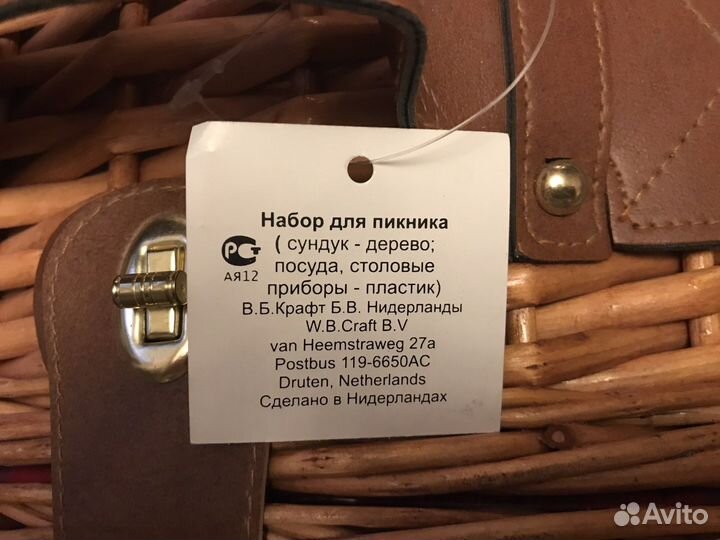 Набор для пикника
( сундук - дерево;
посуда, столовые
приборы - пластик)
РСТ
АЯ12
В.Б.Крафт Б.В. Нидерланды
W.B.Craft B.V
van Heemstraweg 27a
Postbus 119-6650AC
Druten, Netherlands
Сделано в Нидерландах
Avito